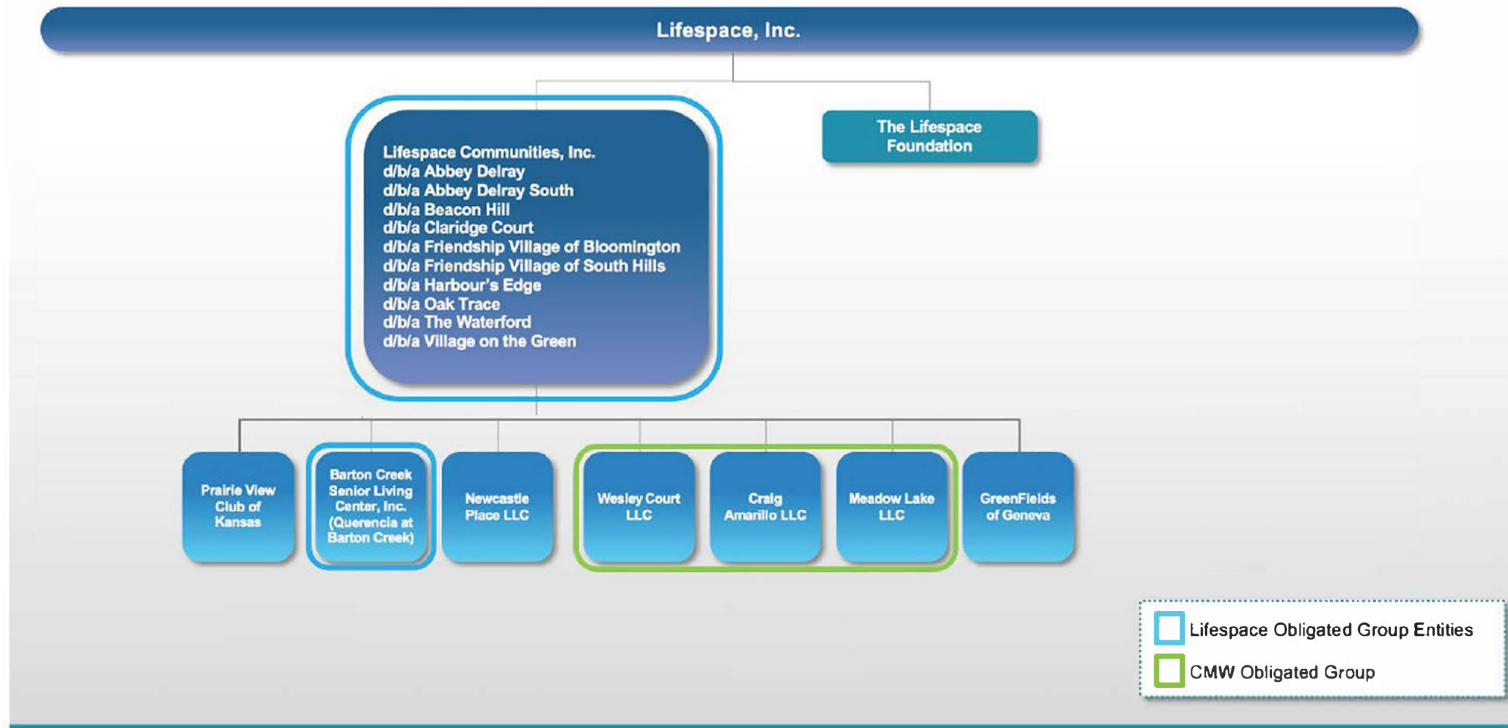 Lifespace, Inc.
The Lifespace
Foundation
Lifespace Communities, Inc.
d/b/a Abbey Delray
d/b/a Abbey Delray South
d/b/a Beacon Hill
d/b/a Claridge Court
d/b/a Friendship Village of Bloomington
d/b/a Friendship Village of South Hills
d/b/a Harbour's Edge
d/b/a Oak Trace
d/b/a The Waterford
d/b/a Village on the Green
Prairie View
Club of
Kansas
Barton Creek
Senior Living
Center, Inc.
(Querencia at
Barton Creek)
Newcastle
Place LLC
Wesley Court
LLC
Craig
Amarillo LLC
Meadow Lake
LLC
GreenFields
of Geneva
Lifespace Obligated Group Entities
CMW Obligated Group